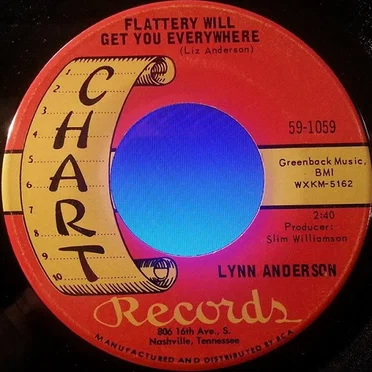 FLATTERY WILL
GET YOU EVERYWHERE
(Liz Anderson)
1
2
3
4
5
6
7
8
9
10
CHART
59-1059
Greenback Music,
BMI
WXKM-5162
2:40
Producer:
Slim Williamson
LYNN ANDERSON
Records
806 16th Ave., S.
Nashville, Tennessee
MANUFACTURED AND DISTRIBUTED BY RCA